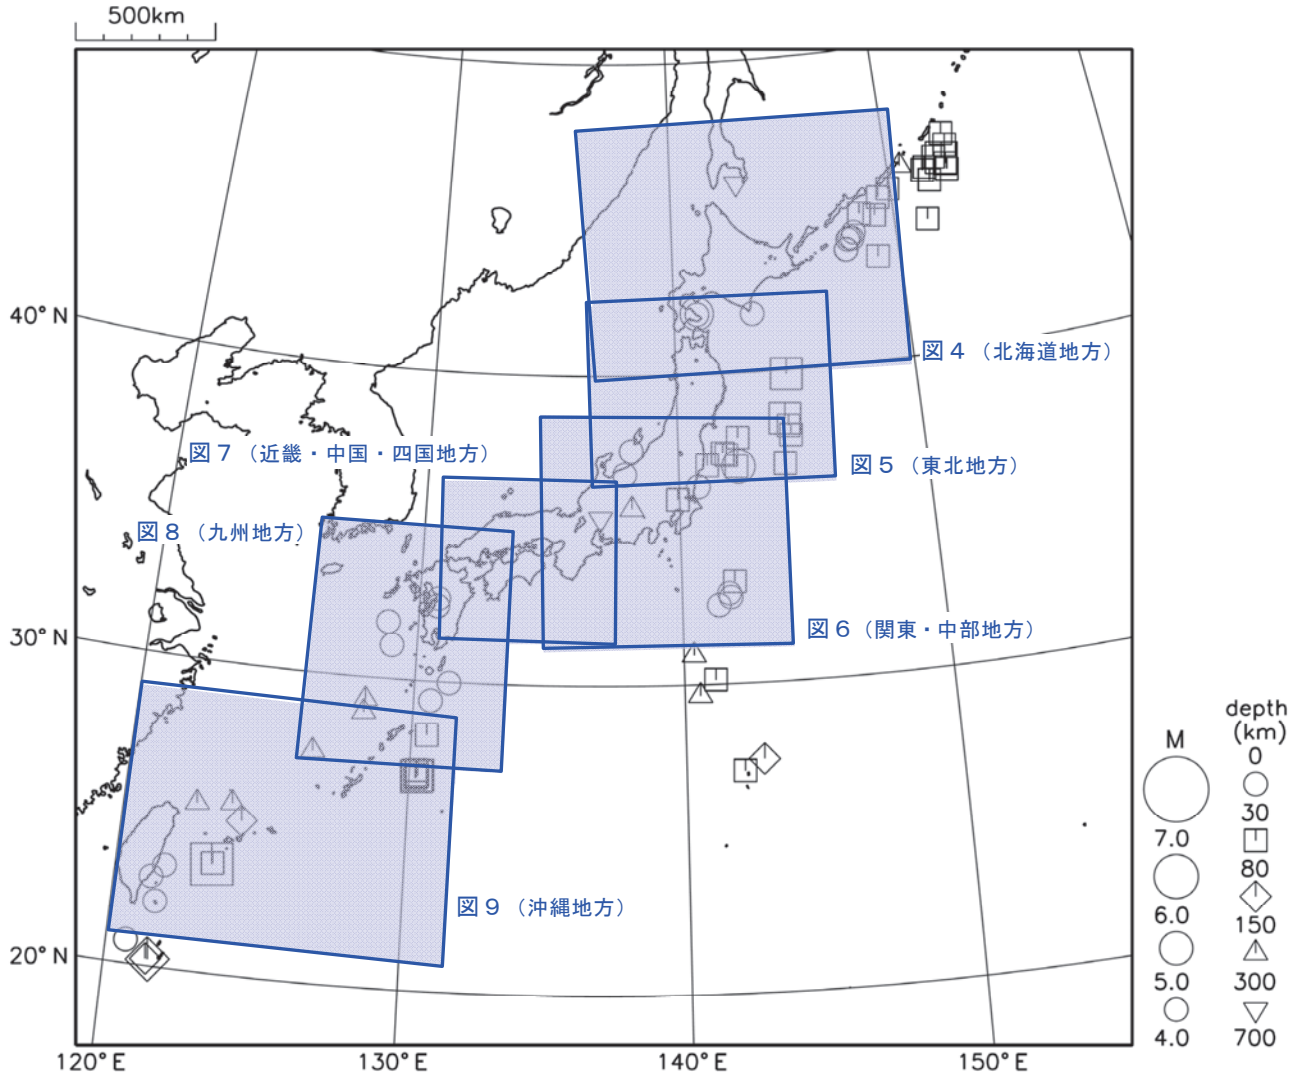 500km
40° N
図４（北海道地方）
図７（近畿・中国・四国地方）
図５（東北地方）
図８（九州地方）
30° N
図６（関東・中部地方）
図９（沖縄地方）
20° N
120° E
130° E
140° E
150° E
M
7.0
6.0
5.0
4.0
depth
(km)
0
30
80
150
300
700